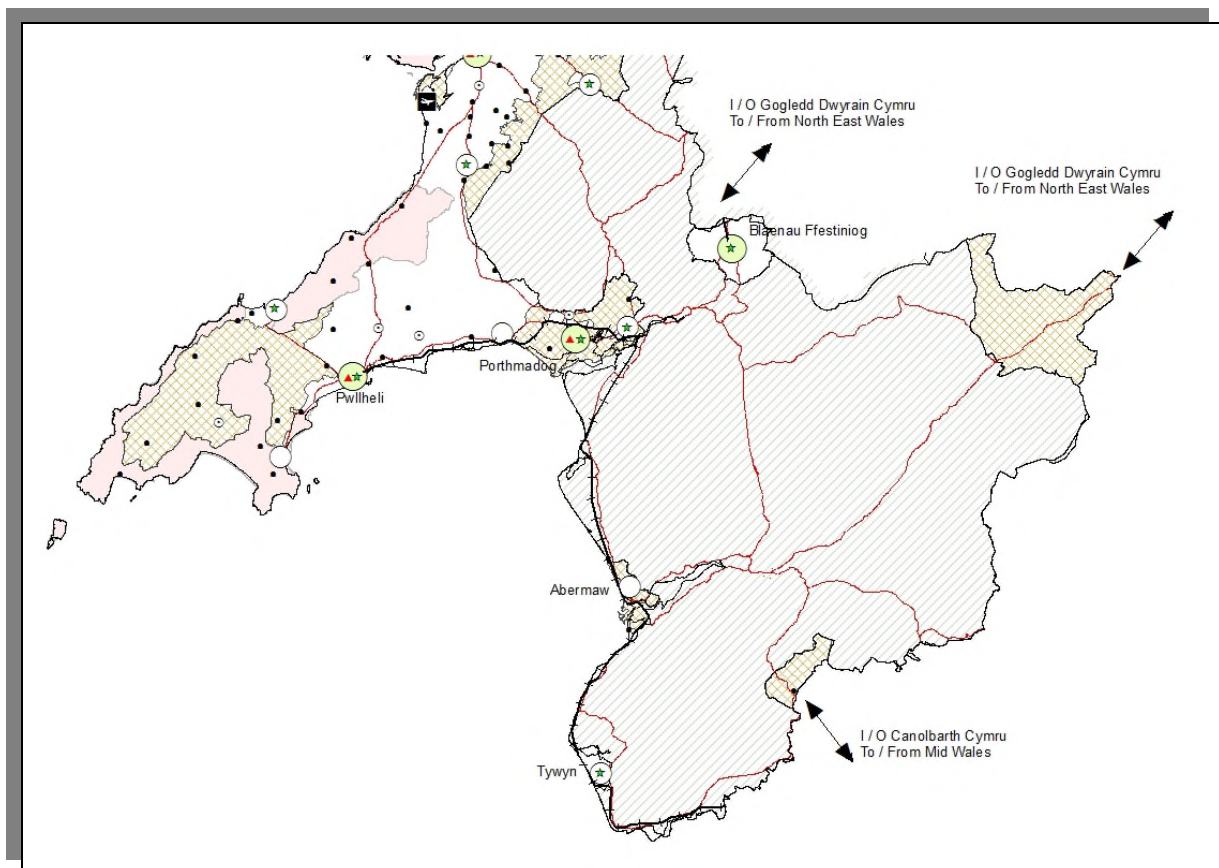 I / O Gogledd Dwyrain Cymru
To / From North East Wales
I / O Gogledd Dwyrain Cymru
To / From North East Wales
Blaenau Ffestiniog
Porthmadog
Pwllheli
Abermaw
I / O Canolbarth Cymru
To / From Mid Wales
Tywyn